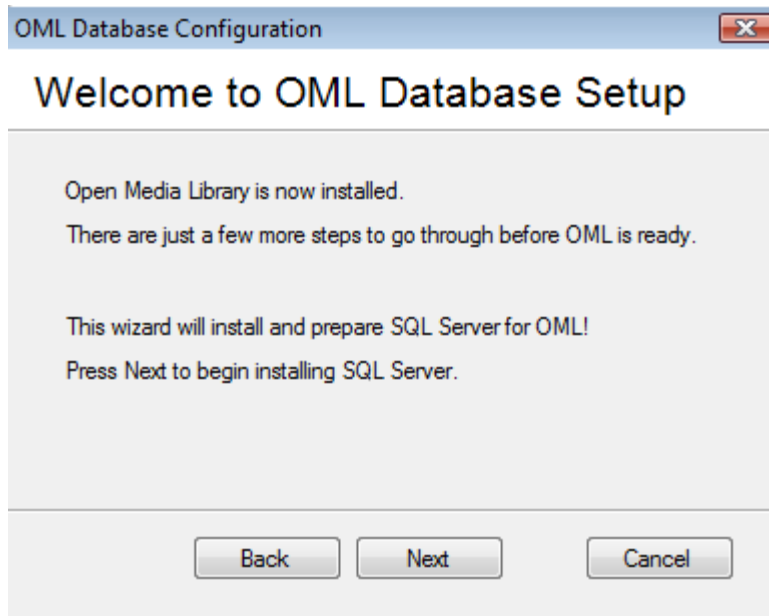 OML Database Configuration
Welcome to OML Database Setup
Open Media Library is now installed.
There are just a few more steps to go through before OML is ready.
This wizard will install and prepare SQL Server for OML!
Press Next to begin installing SQL Server.
Back Next Cancel